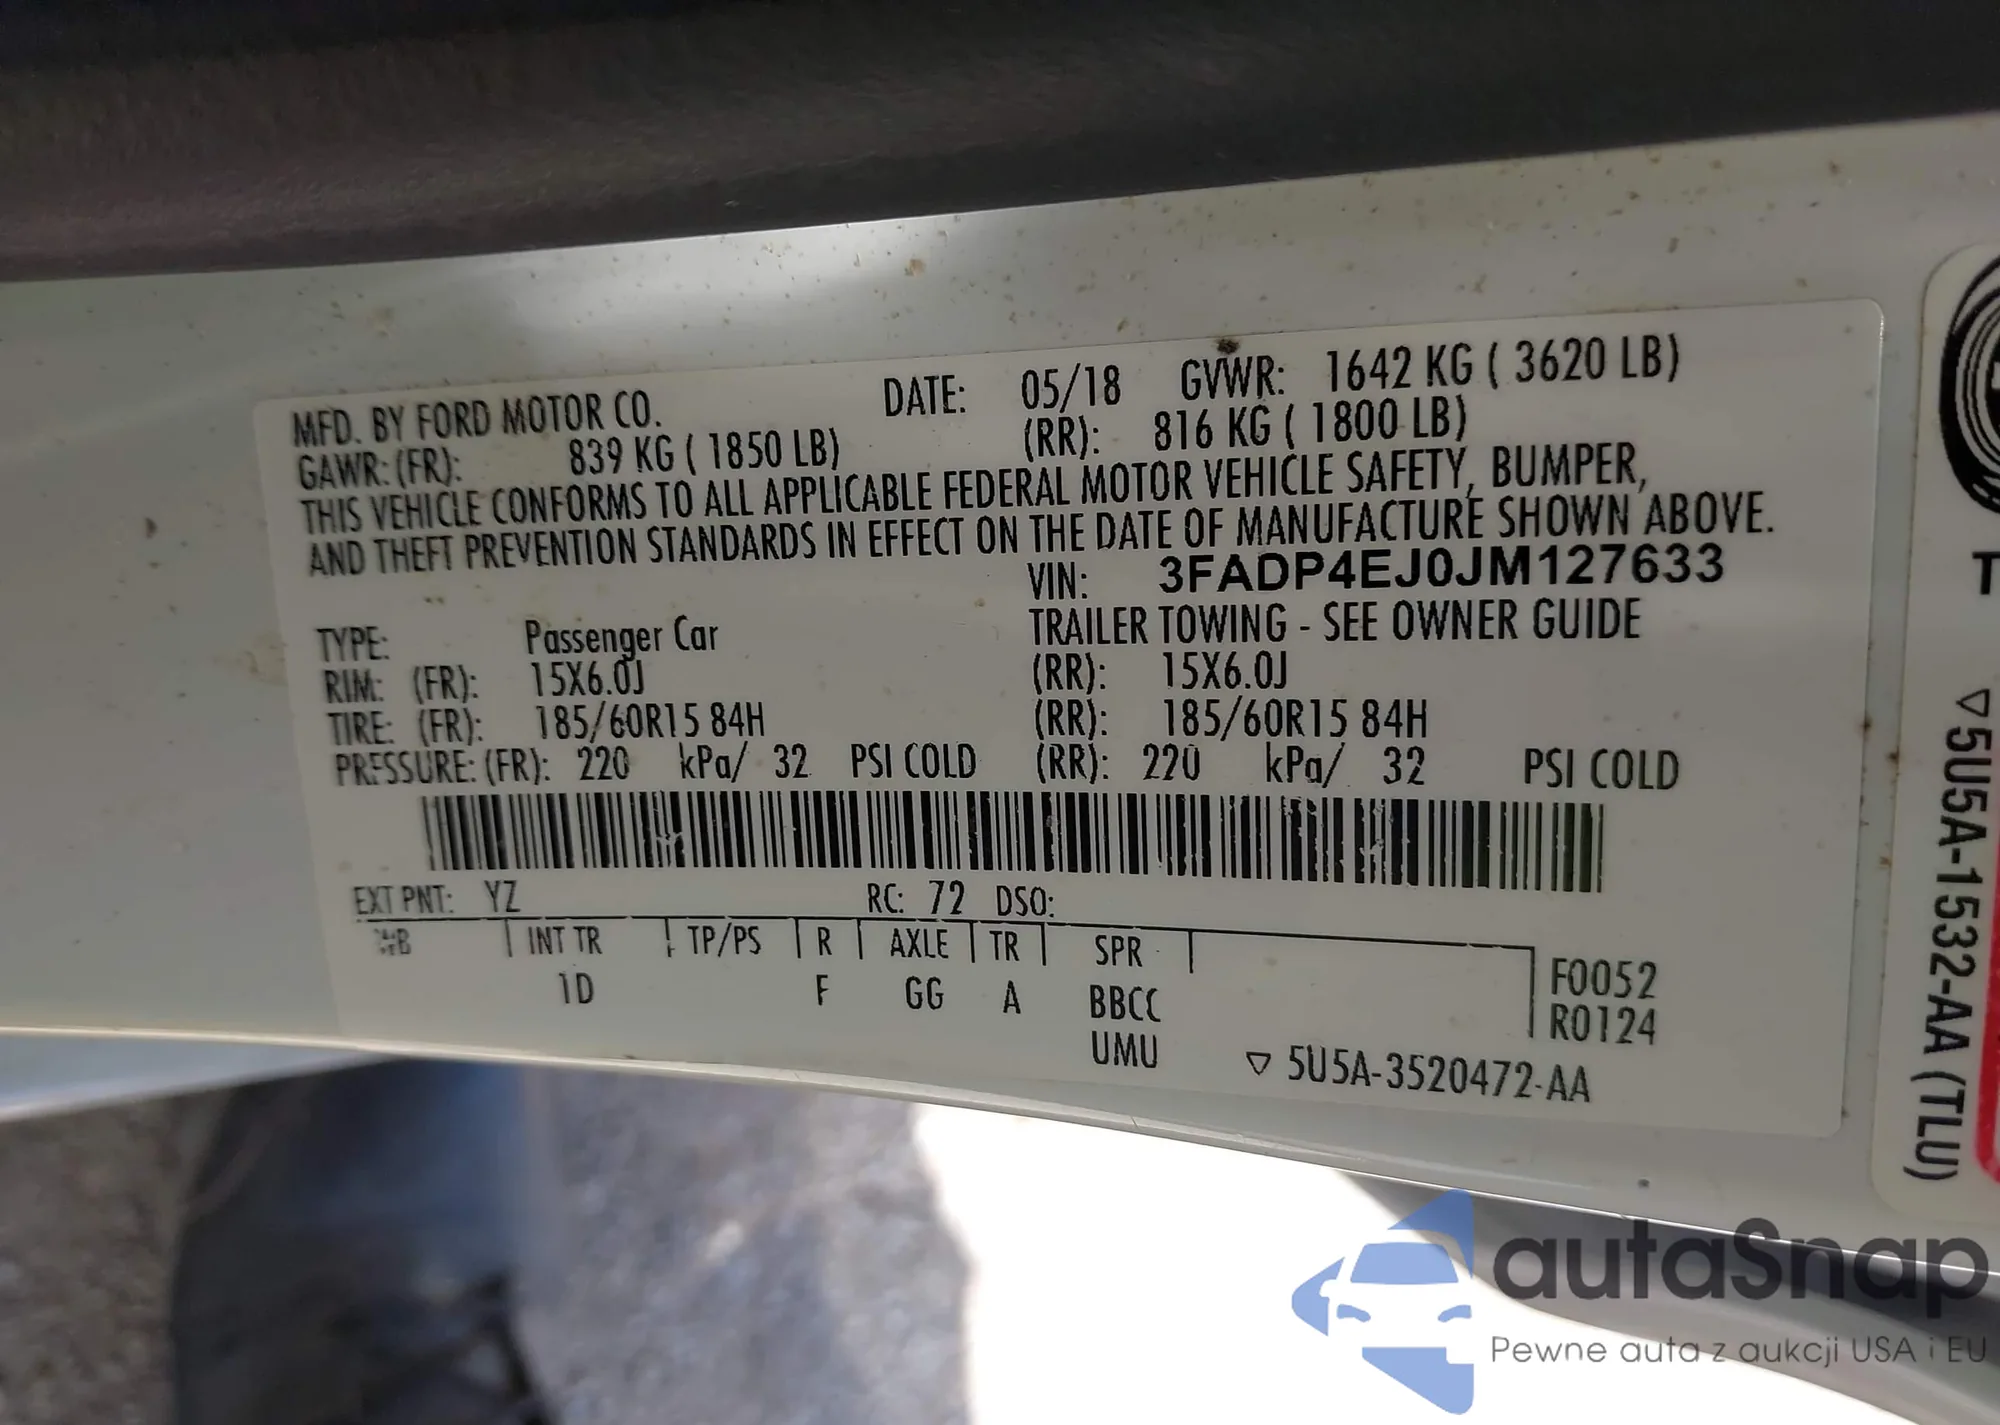 MFD. BY FORD MOTOR CO. DATE: 05/18 GVWR: 1642 KG ( 3620 LB)
GAWR: (FR): 839 KG ( 1850 LB) (RR): 816 KG ( 1800 LB)
THIS VEHICLE CONFORMS TO ALL APPLICABLE FEDERAL MOTOR VEHICLE SAFETY, BUMPER,
AND THEFT PREVENTION STANDARDS IN EFFECT ON THE DATE OF MANUFACTURE SHOWN ABOVE.
VIN: 3FADP4EJ0JM127633
TYPE: Passenger Car TRAILER TOWING - SEE OWNER GUIDE
RIM: (FR): 15X6.0J (RR): 15X6.0J
TIRE: (FR): 185/60R15 84H (RR): 185/60R15 84H
PRESSURE: (FR): 220 kPa/ 32 PSI COLD (RR): 220 kPa/ 32 PSI COLD
EXT PNT: YZ RC: 72 DSO:
INT TR TP/PS R AXLE TR SPR
1D F GG A BBCC
UMU
F0052
R0124
▽ 5U5A-3520472-AA
T
▽5U5A-1532-AA (TLU)
autaSnap
Pewne auta z aukcji USA i EU